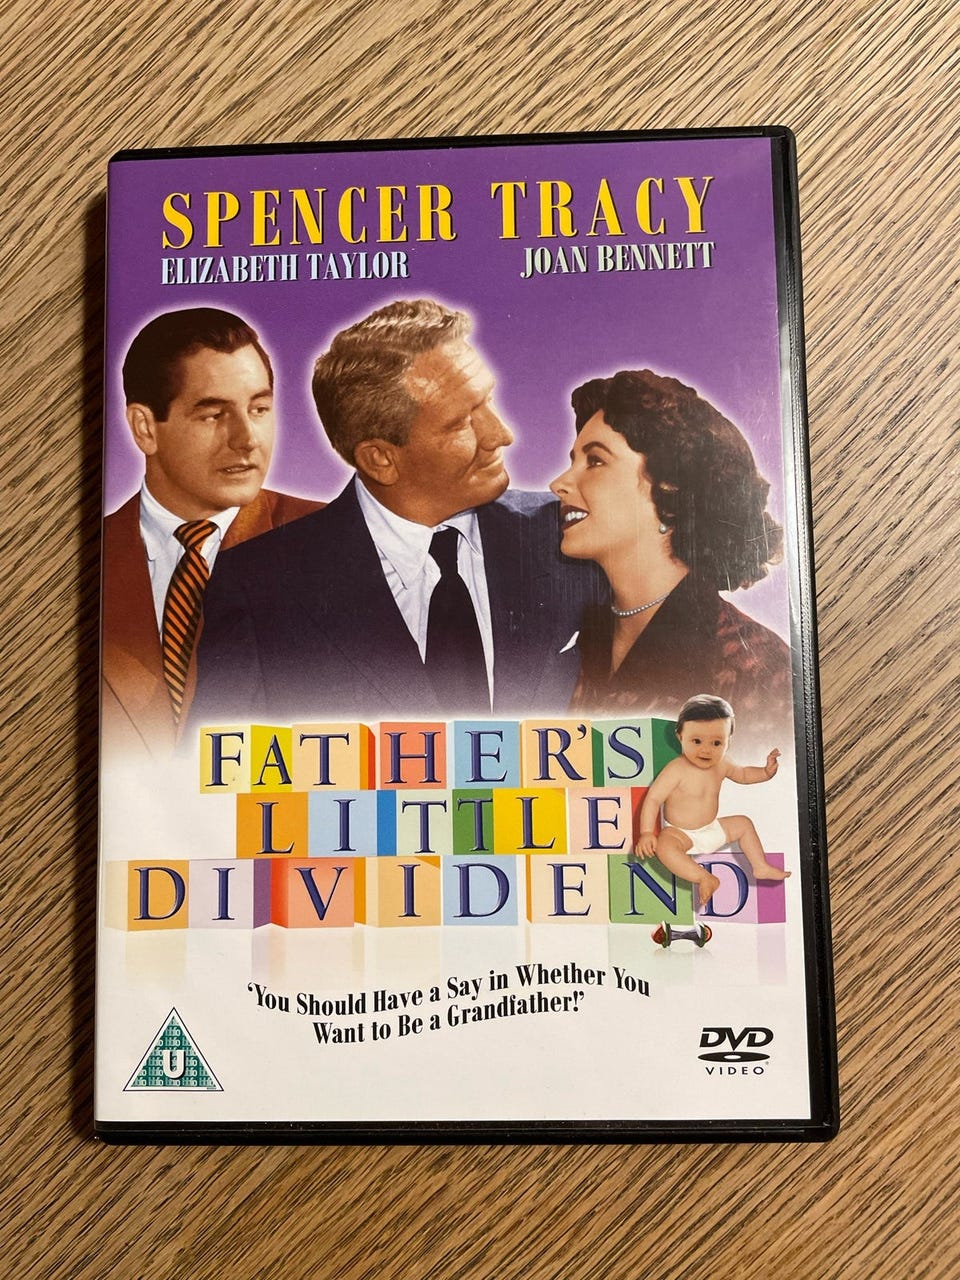 SPENCER TRACY
ELIZABETH TAYLOR JOAN BENNETT
FATHER'S
LITTLE
DIVIDEND
'You Should Have a Say in Whether You
Want to Be a Grandfather!'
U
DVD
VIDEO